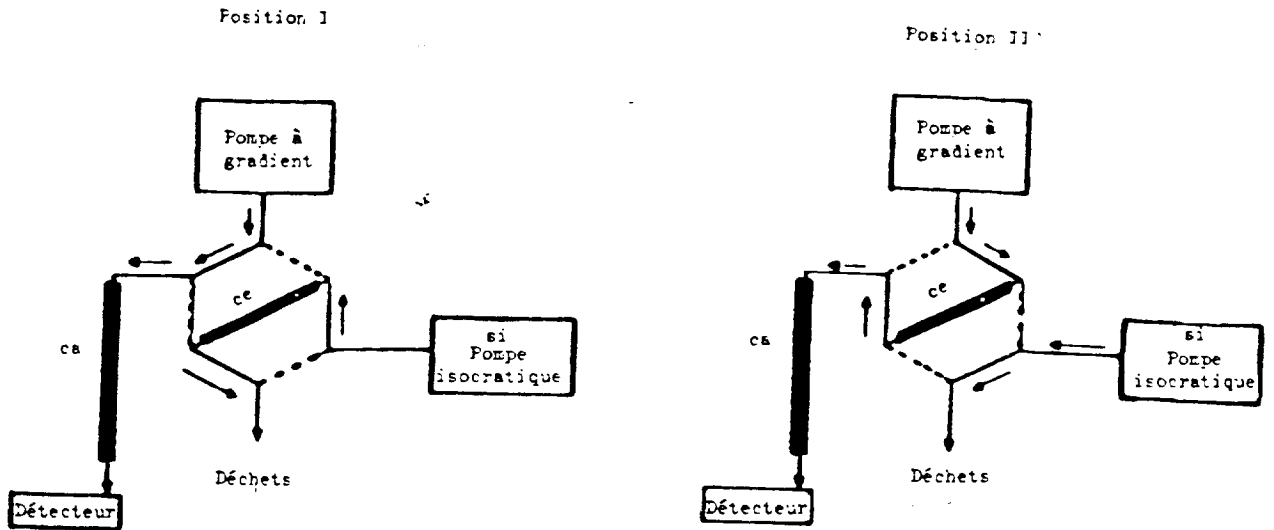 Position I
Pompe à
gradient
ce
ca
si
Pompe
isocratique
Déchets
Détecteur
Position II
Pompe à
gradient
ce
ca
si
Pompe
isocratique
Déchets
Détecteur